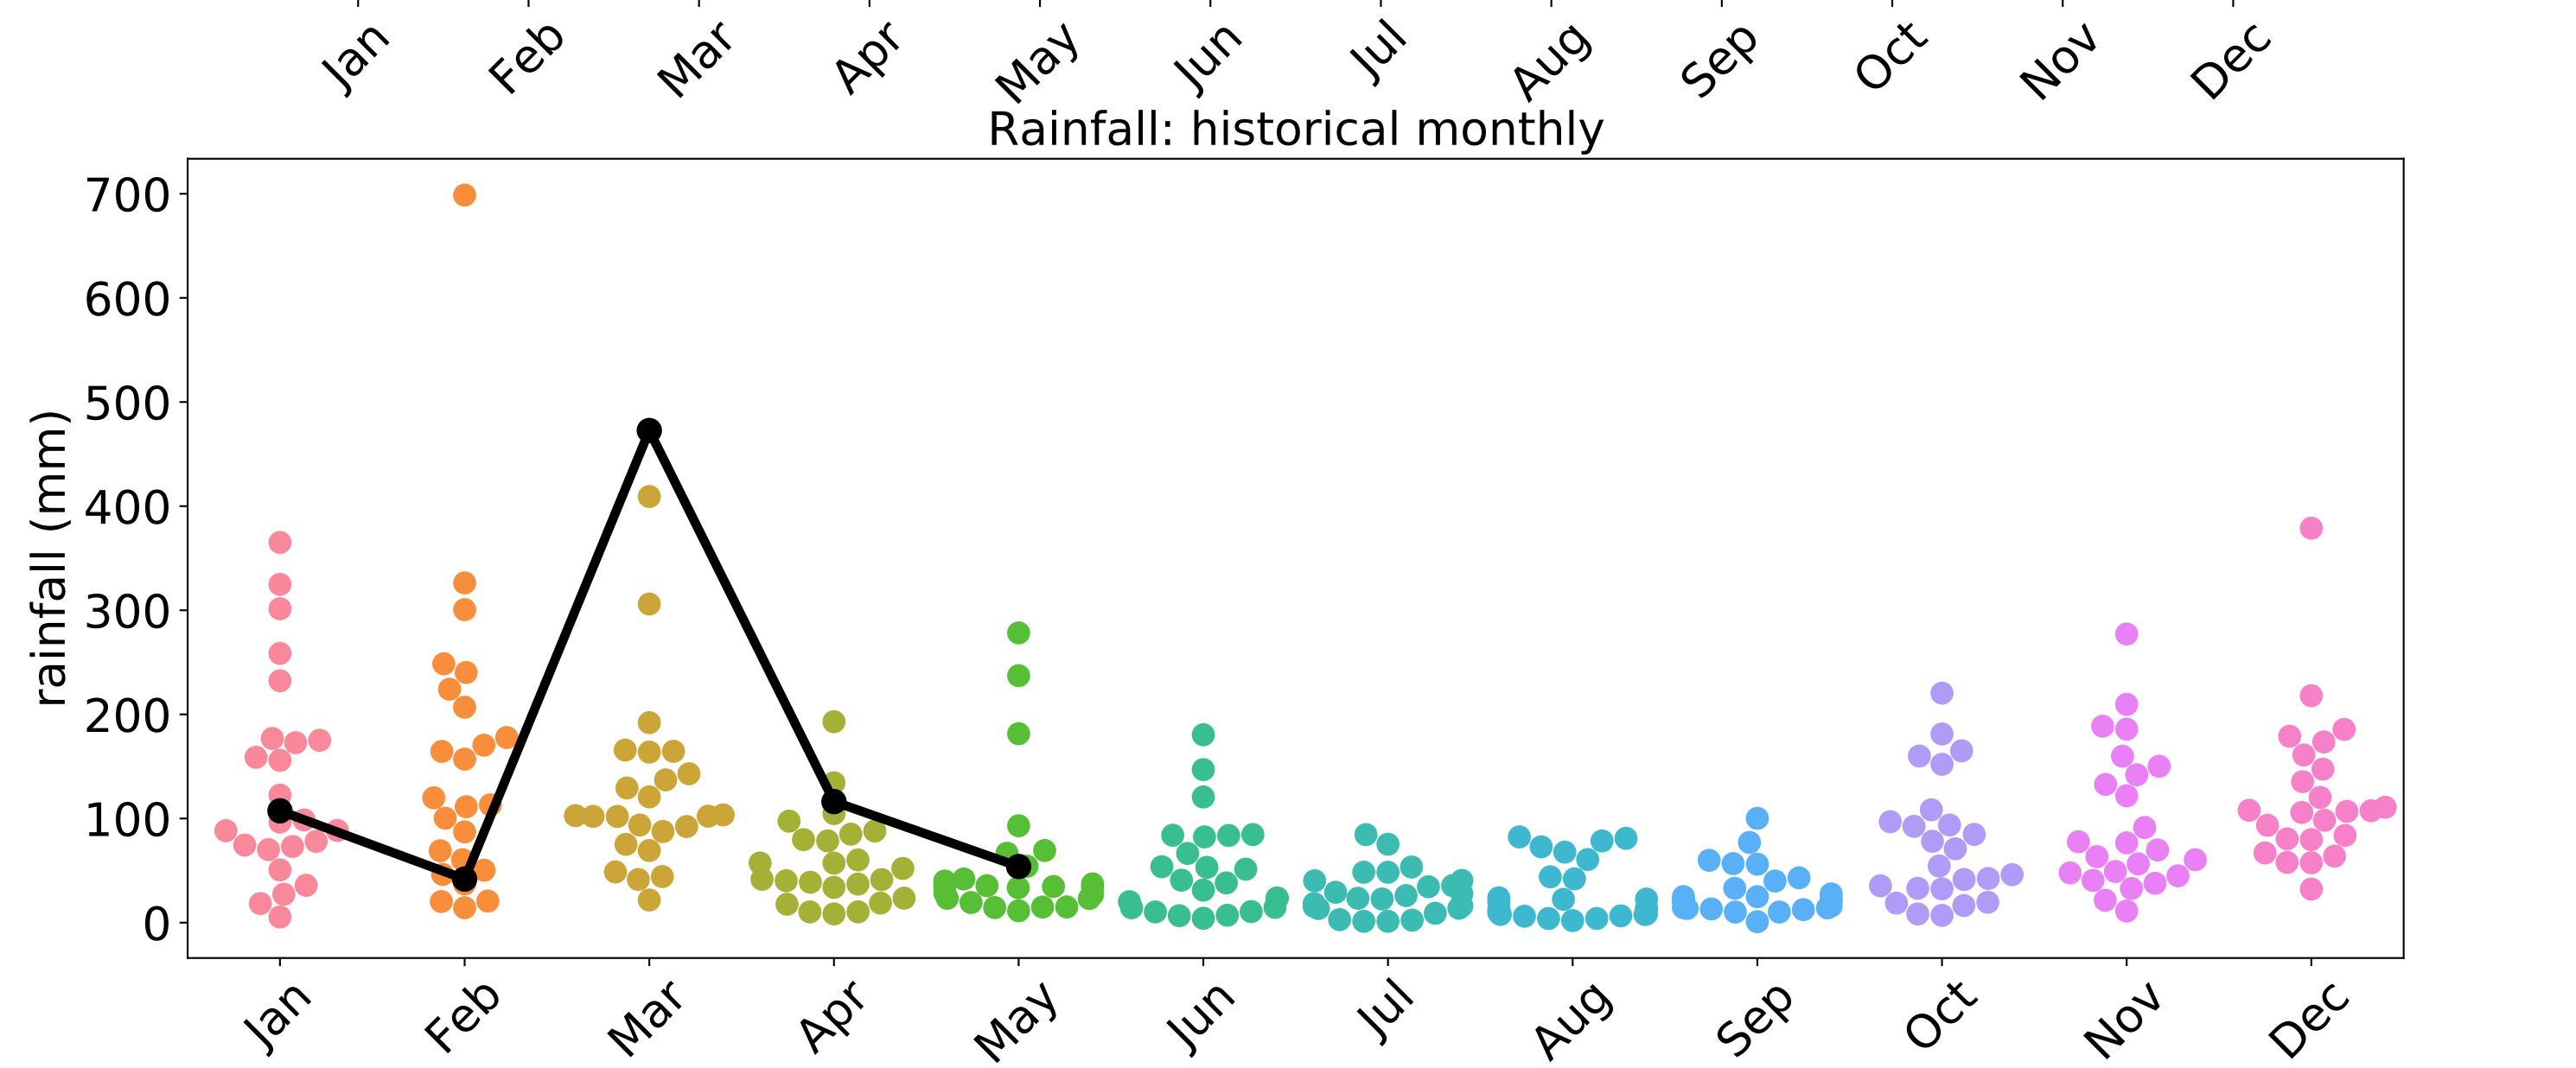 Jan Feb Mar Apr May Jun Jul Aug Sep Oct Nov Dec
Rainfall: historical monthly
rainfall (mm)
700
600
500
400
300
200
100
0
Jan Feb Mar Apr May Jun Jul Aug Sep Oct Nov Dec